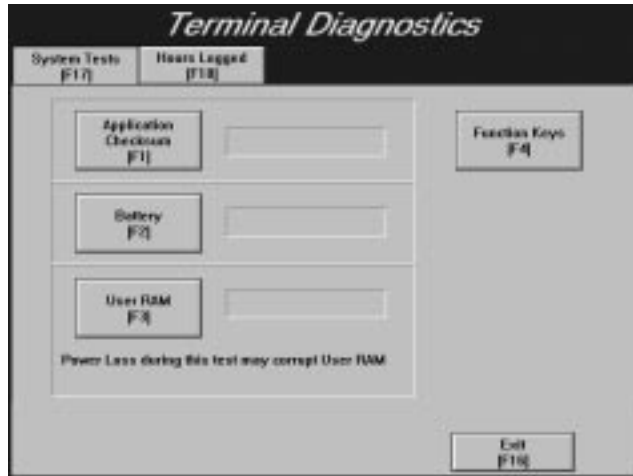 Terminal Diagnostics
System Tests
[F17]
Hours Logged
[F18]
Application
Checksum
[F1]
Function Keys
[F4]
Battery
[F2]
User RAM
[F3]
Power Loss during this test may corrupt User RAM
Exit
[F16]